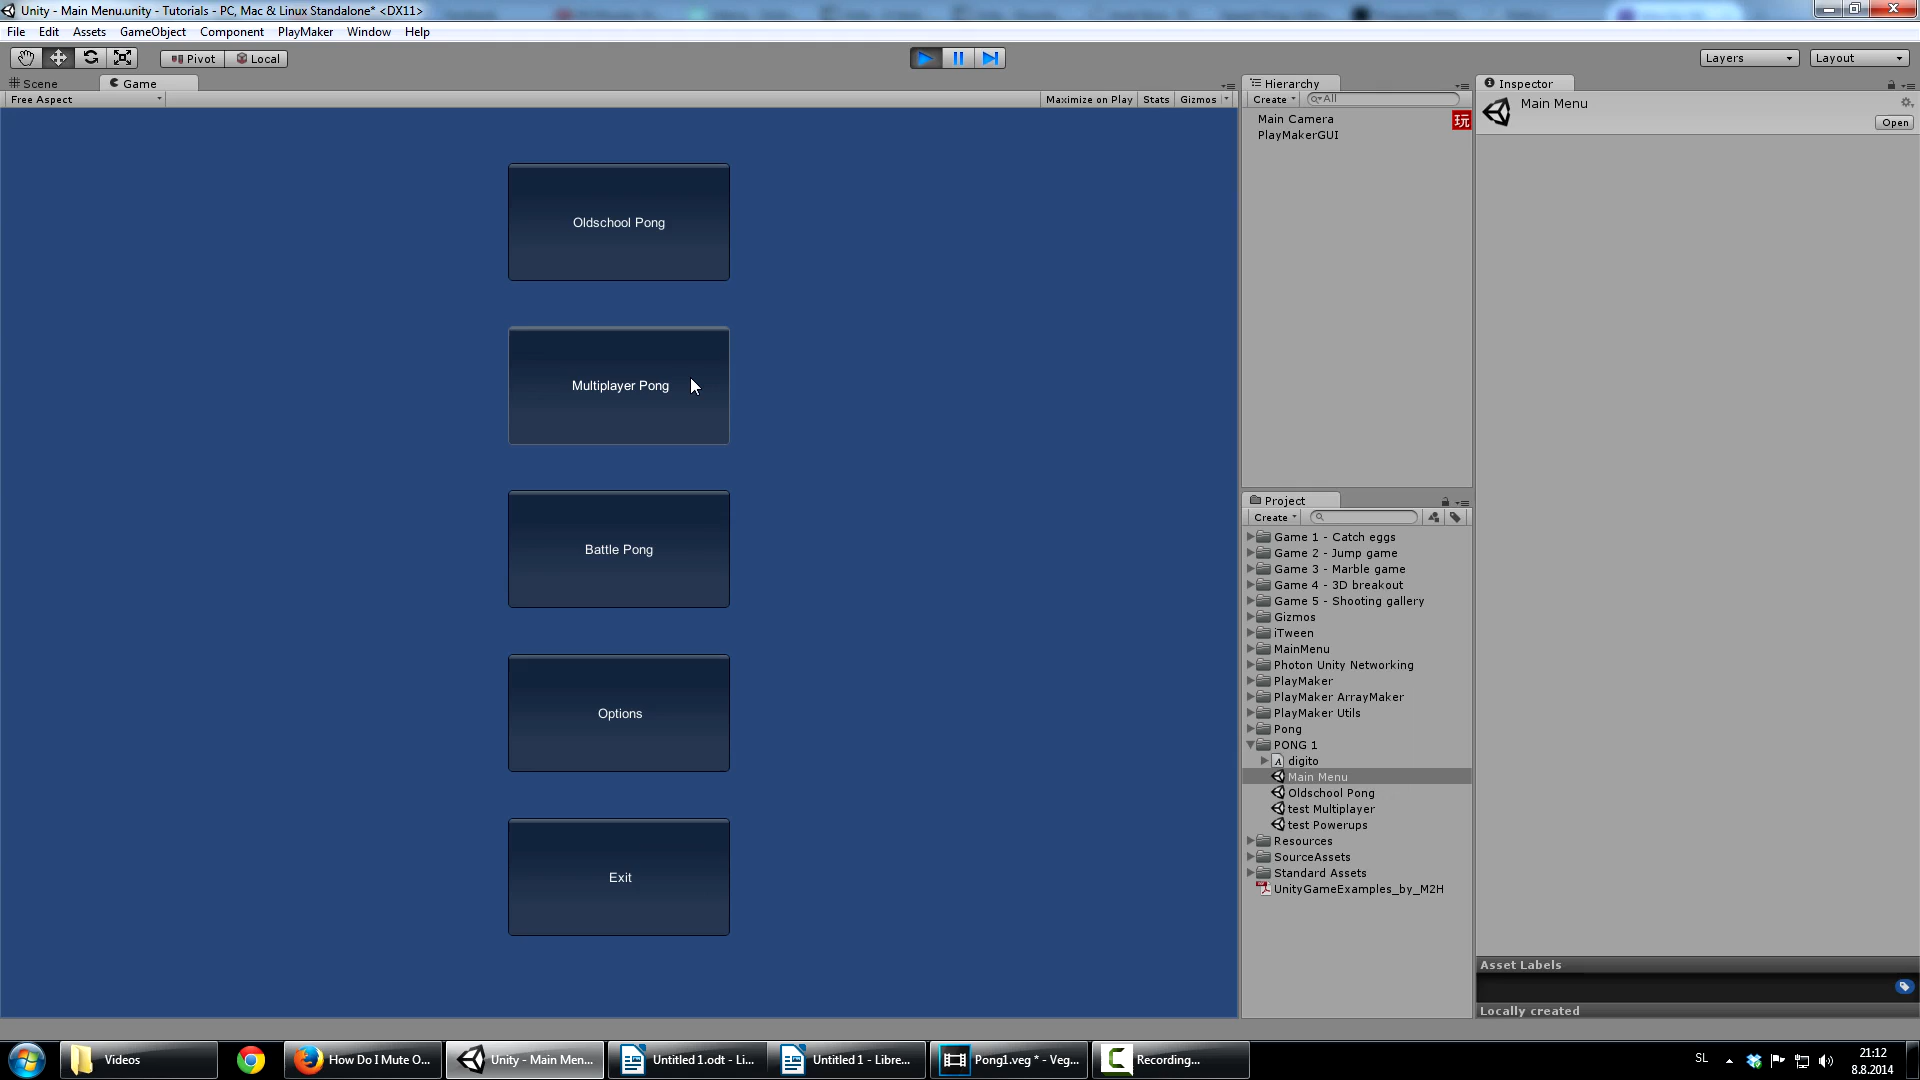 Unity - Main Menu.unity - Tutorials - PC, Mac & Linux Standalone* <DX11>
File Edit Assets GameObject Component PlayMaker Window Help
Pivot Local Layers Layout
Scene Game
Free Aspect Maximize on Play Stats Gizmos
Oldschool Pong
Multiplayer Pong
Battle Pong
Options
Exit
Hierarchy
Create All
Main Camera 玩
PlayMakerGUI
Project
Create
Game 1 - Catch eggs
Game 2 - Jump game
Game 3 - Marble game
Game 4 - 3D breakout
Game 5 - Shooting gallery
Gizmos
iTween
MainMenu
Photon Unity Networking
PlayMaker
PlayMaker ArrayMaker
PlayMaker Utils
Pong
PONG 1
digito
Main Menu
Oldschool Pong
test Multiplayer
test Powerups
Resources
SourceAssets
Standard Assets
UnityGameExamples_by_M2H
Inspector
Main Menu
Open
Asset Labels
Locally created
Videos How Do I Mute O... Unity - Main Men... Untitled 1.odt - Li... Untitled 1 - Libre... Pong1.veg * - Veg... Recording... SL 21:12
8.8.2014